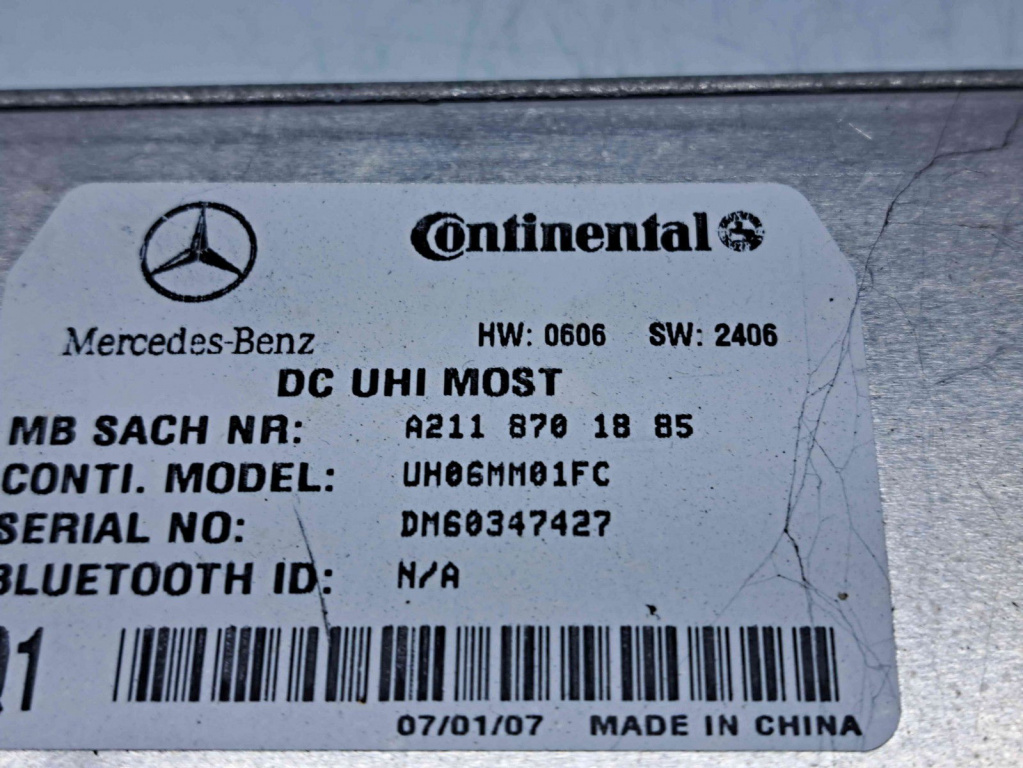 Continental
Mercedes-Benz
HW: 0606 SW: 2406
DC UHI MOST
MB SACH NR: A211 870 18 85
CONTI. MODEL: UH06MM01FC
SERIAL NO: DM60347427
BLUETOOTH ID: N/A
07/01/07 MADE IN CHINA